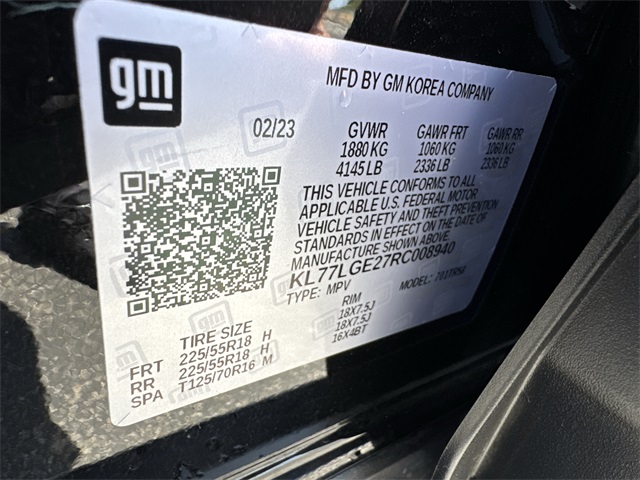 gm
MFD BY GM KOREA COMPANY
02/23 GVWR GAWR FRT GAWR RR
1880 KG 1060 KG 1060 KG
4145 LB 2336 LB 2336 LB
THIS VEHICLE CONFORMS TO ALL
APPLICABLE U.S. FEDERAL MOTOR
VEHICLE SAFETY AND THEFT PREVENTION
STANDARDS IN EFFECT ON THE DATE OF
MANUFACTURE SHOWN ABOVE.
KL77LGE27RC008940
TYPE: MPV MODEL:
TIRE SIZE RIM
FRT 225/55R18 H 18X7.5J
RR 225/55R18 H 18X7.5J
SPA T125/70R16 M 16X4BT